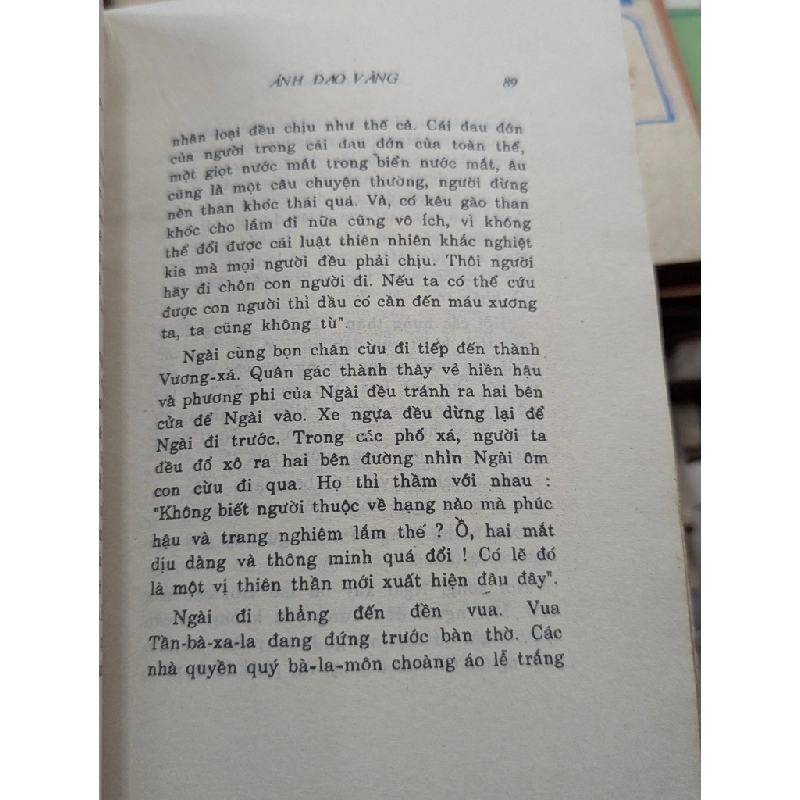 ÁNH ĐAO VÀNG 89
nhân loại đều chịu như thế cả. Cái đau đớn
của người trong cái đau đớn của toàn thể,
một giọt nước mắt trong biển nước mắt, âu
cũng là một câu chuyện thường, người đừng
nên than khốc thái quá. Vả, có kêu gào than
khốc cho lắm đi nữa cũng vô ích, vì không
thể đổi được cái luật thiên nhiên khắc nghiệt
kia mà mọi người đều phải chịu. Thôi người
hãy đi chôn con người đi. Nếu ta có thể cứu
được con người thì dầu có cần đến máu xương
ta, ta cũng không từ".
Ngài cùng bọn chăn cừu đi tiếp đến thành
Vương-xá. Quân gác thành thấy vẻ hiền hậu
và phương phi của Ngài đều tránh ra hai bên
cửa để Ngài vào. Xe ngựa đều dừng lại để
Ngài đi trước. Trong các phố xá, người ta
đều đổ xô ra hai bên đường nhìn Ngài ôm
con cừu đi qua. Họ thì thầm với nhau :
"Không biết người thuộc về hạng nào mà phúc
hậu và trang nghiêm lắm thế ? Ồ, hai mắt
dịu dàng và thông minh quá đổi ! Có lẽ đó
là một vị thiên thần mới xuất hiện đâu đây".
Ngài đi thẳng đến đền vua. Vua
Tần-bà-xa-la đang đứng trước bàn thờ. Các
nhà quyền quý bà-la-môn choàng áo lễ trắng